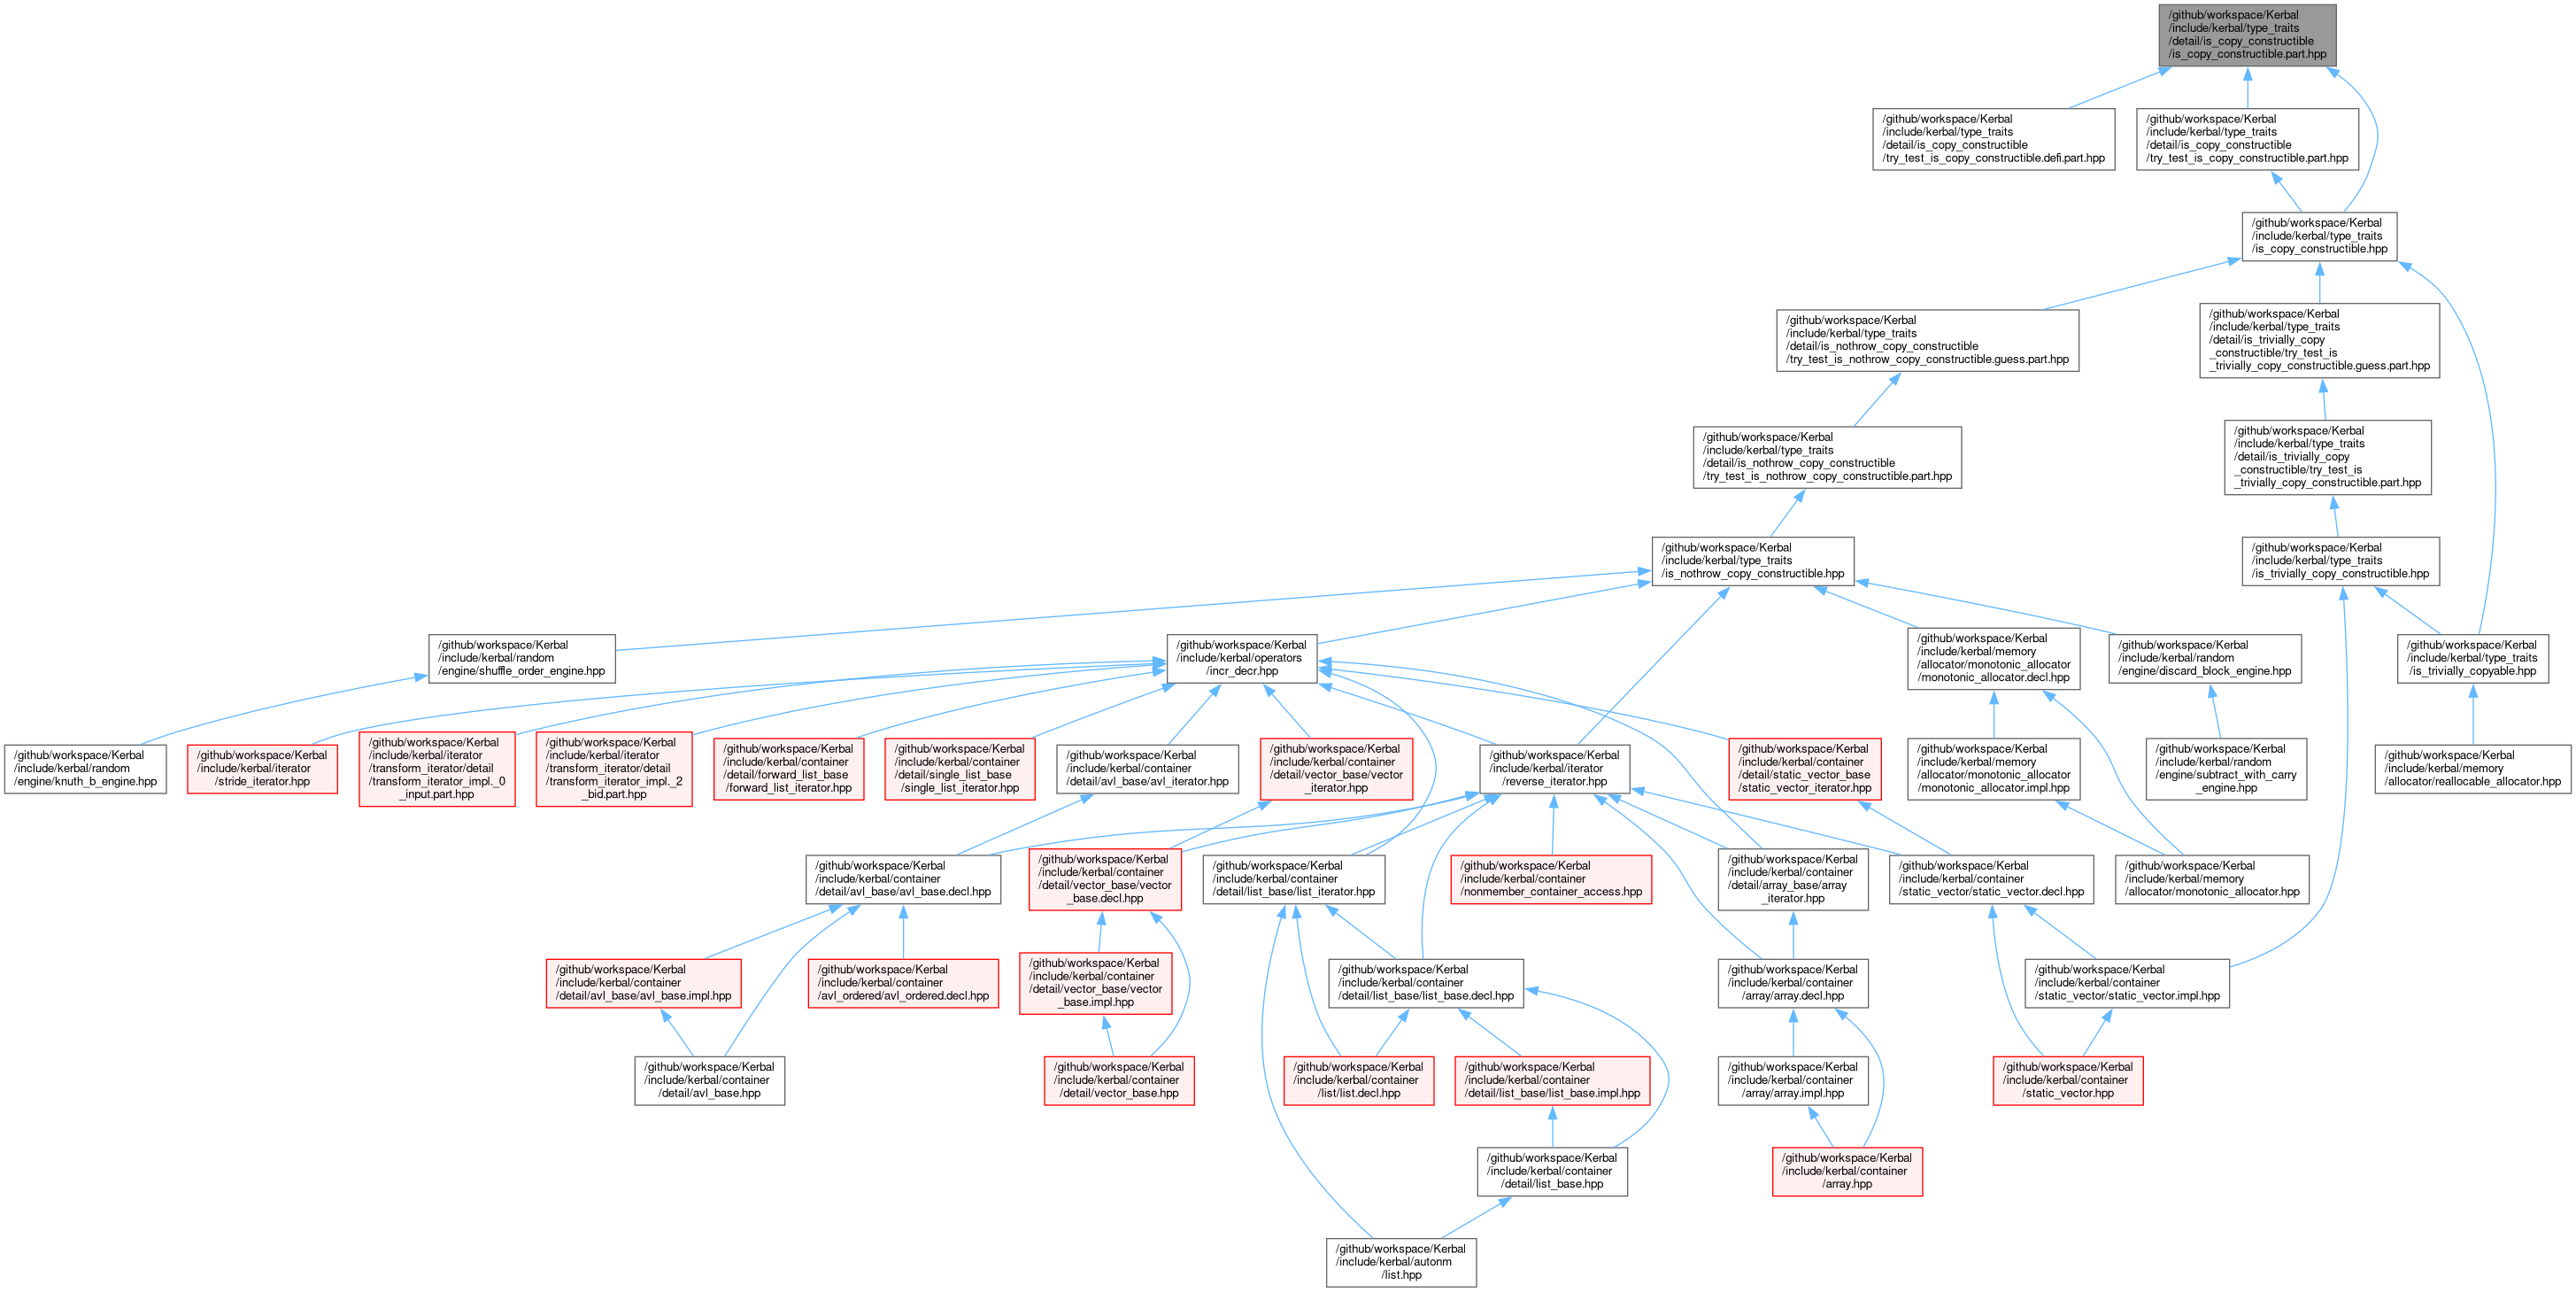 /github/workspace/Kerbal
/include/kerbal/type_traits
/detail/is_copy_constructible
/is_copy_constructible.part.hpp
/github/workspace/Kerbal
/include/kerbal/type_traits
/detail/is_copy_constructible
/try_test_is_copy_constructible.defi.part.hpp
/github/workspace/Kerbal
/include/kerbal/type_traits
/detail/is_copy_constructible
/try_test_is_copy_constructible.part.hpp
/github/workspace/Kerbal
/include/kerbal/type_traits
/is_copy_constructible.hpp
/github/workspace/Kerbal
/include/kerbal/type_traits
/detail/is_nothrow_copy_constructible
/try_test_is_nothrow_copy_constructible.guess.part.hpp
/github/workspace/Kerbal
/include/kerbal/type_traits
/detail/is_trivially_copy
_constructible/try_test_is
_trivially_copy_constructible.guess.part.hpp
/github/workspace/Kerbal
/include/kerbal/type_traits
/detail/is_nothrow_copy_constructible
/try_test_is_nothrow_copy_constructible.part.hpp
/github/workspace/Kerbal
/include/kerbal/type_traits
/detail/is_trivially_copy
_constructible/try_test_is
_trivially_copy_constructible.part.hpp
/github/workspace/Kerbal
/include/kerbal/type_traits
/is_nothrow_copy_constructible.hpp
/github/workspace/Kerbal
/include/kerbal/type_traits
/is_trivially_copy_constructible.hpp
/github/workspace/Kerbal
/include/kerbal/random
/engine/shuffle_order_engine.hpp
/github/workspace/Kerbal
/include/kerbal/operators
/incr_decr.hpp
/github/workspace/Kerbal
/include/kerbal/memory
/allocator/monotonic_allocator
/monotonic_allocator.decl.hpp
/github/workspace/Kerbal
/include/kerbal/random
/engine/discard_block_engine.hpp
/github/workspace/Kerbal
/include/kerbal/type_traits
/is_trivially_copyable.hpp
/github/workspace/Kerbal
/include/kerbal/random
/engine/knuth_b_engine.hpp
/github/workspace/Kerbal
/include/kerbal/iterator
/stride_iterator.hpp
/github/workspace/Kerbal
/include/kerbal/iterator
/transform_iterator/detail
/transform_iterator_impl._0
_input.part.hpp
/github/workspace/Kerbal
/include/kerbal/iterator
/transform_iterator/detail
/transform_iterator_impl._2
_bid.part.hpp
/github/workspace/Kerbal
/include/kerbal/container
/detail/forward_list_base
/forward_list_iterator.hpp
/github/workspace/Kerbal
/include/kerbal/container
/detail/single_list_base
/single_list_iterator.hpp
/github/workspace/Kerbal
/include/kerbal/container
/detail/avl_base/avl_iterator.hpp
/github/workspace/Kerbal
/include/kerbal/container
/detail/vector_base/vector
_iterator.hpp
/github/workspace/Kerbal
/include/kerbal/iterator
/reverse_iterator.hpp
/github/workspace/Kerbal
/include/kerbal/container
/detail/static_vector_base
/static_vector_iterator.hpp
/github/workspace/Kerbal
/include/kerbal/memory
/allocator/monotonic_allocator
/monotonic_allocator.impl.hpp
/github/workspace/Kerbal
/include/kerbal/random
/engine/subtract_with_carry
_engine.hpp
/github/workspace/Kerbal
/include/kerbal/memory
/allocator/reallocable_allocator.hpp
/github/workspace/Kerbal
/include/kerbal/container
/detail/avl_base/avl_base.decl.hpp
/github/workspace/Kerbal
/include/kerbal/container
/detail/vector_base/vector
_base.decl.hpp
/github/workspace/Kerbal
/include/kerbal/container
/detail/list_base/list_iterator.hpp
/github/workspace/Kerbal
/include/kerbal/container
/nonmember_container_access.hpp
/github/workspace/Kerbal
/include/kerbal/container
/detail/array_base/array
_iterator.hpp
/github/workspace/Kerbal
/include/kerbal/container
/static_vector/static_vector.decl.hpp
/github/workspace/Kerbal
/include/kerbal/memory
/allocator/monotonic_allocator.hpp
/github/workspace/Kerbal
/include/kerbal/container
/detail/avl_base/avl_base.impl.hpp
/github/workspace/Kerbal
/include/kerbal/container
/avl_ordered/avl_ordered.decl.hpp
/github/workspace/Kerbal
/include/kerbal/container
/detail/vector_base/vector
_base.impl.hpp
/github/workspace/Kerbal
/include/kerbal/container
/detail/list_base/list_base.decl.hpp
/github/workspace/Kerbal
/include/kerbal/container
/array/array.decl.hpp
/github/workspace/Kerbal
/include/kerbal/container
/static_vector/static_vector.impl.hpp
/github/workspace/Kerbal
/include/kerbal/container
/detail/avl_base.hpp
/github/workspace/Kerbal
/include/kerbal/container
/detail/vector_base.hpp
/github/workspace/Kerbal
/include/kerbal/container
/list/list.decl.hpp
/github/workspace/Kerbal
/include/kerbal/container
/detail/list_base/list_base.impl.hpp
/github/workspace/Kerbal
/include/kerbal/container
/array/array.impl.hpp
/github/workspace/Kerbal
/include/kerbal/container
/static_vector.hpp
/github/workspace/Kerbal
/include/kerbal/container
/detail/list_base.hpp
/github/workspace/Kerbal
/include/kerbal/container
/array.hpp
/github/workspace/Kerbal
/include/kerbal/autonm
/list.hpp